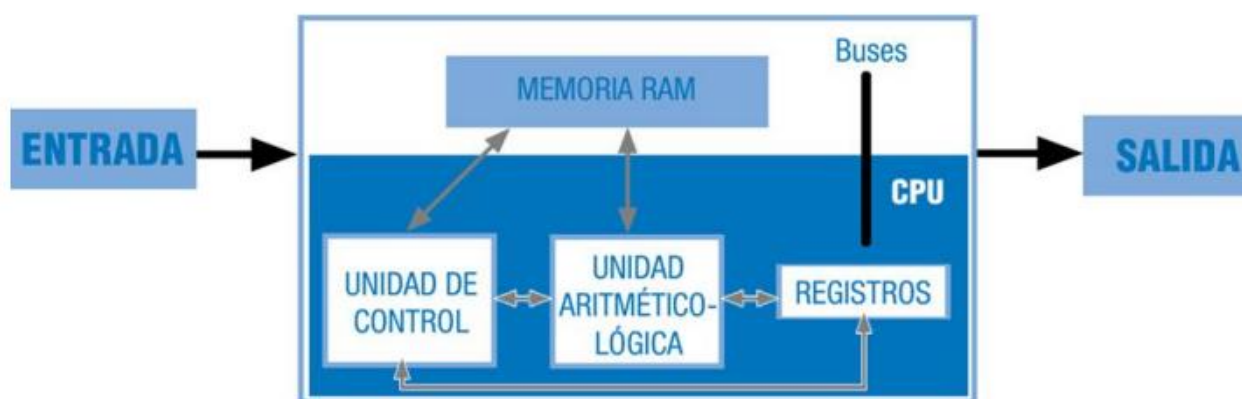 Buses
MEMORIA RAM
ENTRADA
SALIDA
CPU
UNIDAD DE
CONTROL
UNIDAD
ARITMÉTICO-
LÓGICA
REGISTROS